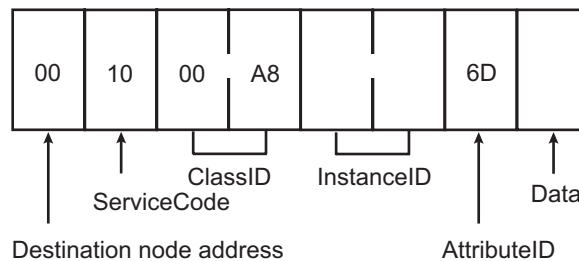 00 10 00 A8 6D
ClassID InstanceID
ServiceCode Data
Destination node address AttributeID